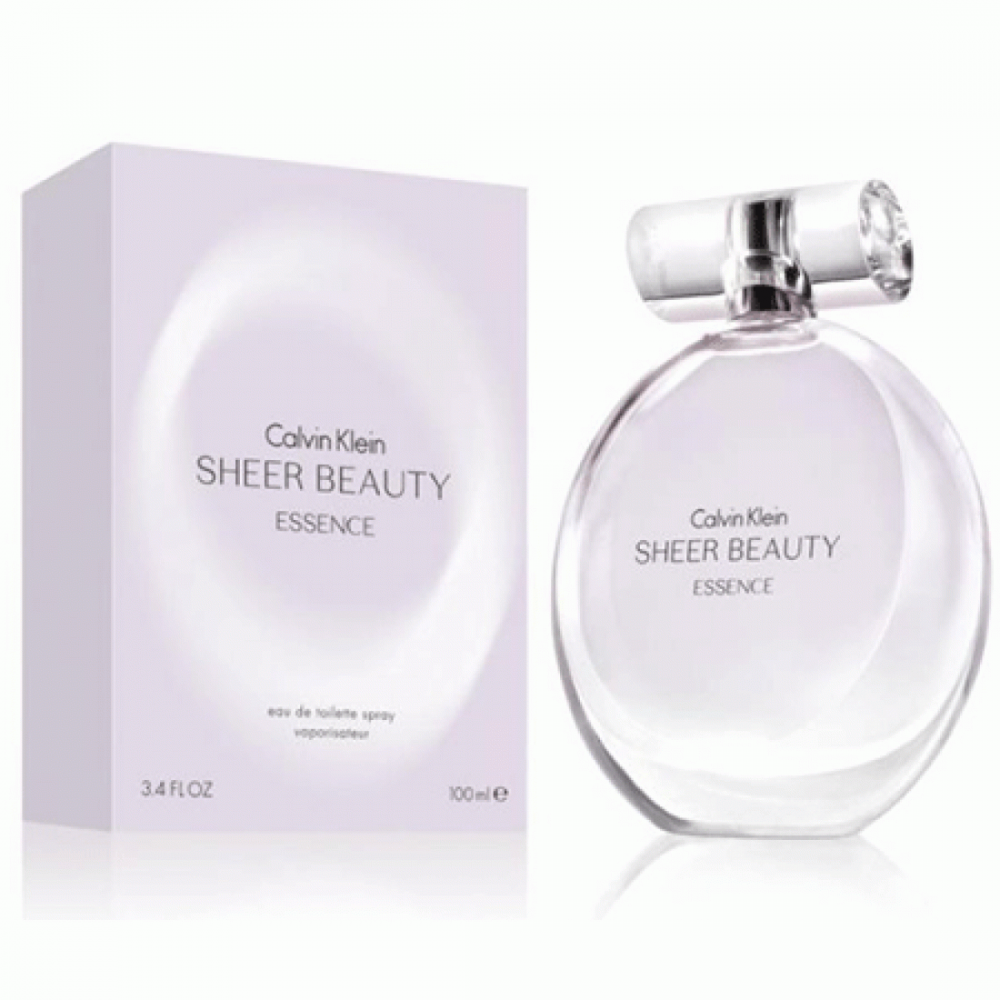 Calvin Klein
SHEER BEAUTY
ESSENCE
eau de toilette spray
vaporisateur
3.4 FL OZ
100 ml ℮
Calvin Klein
SHEER BEAUTY
ESSENCE